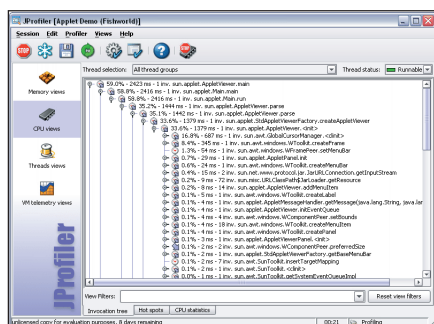 JProfiler [Applet Demo (Fishworld)]
Session Edit Profiler Views Help
Thread selection: All thread groups Thread status: Runnable
59.0% - 2423 ms - 1 inv. sun.applet.AppletViewer.main
58.8% - 2416 ms - 1 inv. sun.applet.Main.main
58.8% - 2416 ms - 1 inv. sun.applet.Main.run
35.2% - 1444 ms - 1 inv. sun.applet.AppletViewer.parse
35.1% - 1442 ms - 1 inv. sun.applet.AppletViewer.parse
33.6% - 1379 ms - 1 inv. sun.applet.StdAppletViewerFactory.createAppletViewer
33.6% - 1379 ms - 1 inv. sun.applet.AppletViewer.<init>
16.8% - 687 ms - 1 inv. sun.awt.GlobalCursorManager.<clinit>
8.4% - 345 ms - 1 inv. sun.awt.windows.WToolkit.createFrame
1.3% - 54 ms - 1 inv. sun.awt.windows.WFramePeer.setMenuBar
0.7% - 29 ms - 1 inv. sun.applet.AppletPanel.init
0.6% - 24 ms - 1 inv. sun.awt.windows.WToolkit.createMenuBar
0.4% - 15 ms - 2 inv. sun.net.www.protocol.jar.JarURLConnection.getInputStream
0.2% - 9 ms - 72 inv. sun.misc.URLClassPath$JarLoader.getResource
0.2% - 8 ms - 14 inv. sun.applet.AppletViewer.addMenuItem
0.1% - 5 ms - 1 inv. sun.awt.windows.WToolkit.createLabel
0.1% - 4 ms - 1 inv. sun.applet.AppletMessageHandler.getMessage(java.lang.String, java.lan
0.1% - 4 ms - 1 inv. sun.applet.AppletViewer.initEventQueue
0.1% - 4 ms - 4 inv. sun.awt.windows.WComponentPeer.setBounds
0.1% - 4 ms - 18 inv. sun.awt.windows.WToolkit.createMenuItem
0.1% - 4 ms - 1 inv. sun.awt.windows.WToolkit.createPanel
0.1% - 3 ms - 1 inv. sun.applet.AppletViewerPanel.<init>
0.1% - 2 ms - 1 inv. sun.awt.windows.WComponentPeer.preferredSize
0.1% - 2 ms - 1 inv. sun.applet.StdAppletViewerFactory.getBaseMenuBar
0.1% - 2 ms - 7 inv. sun.awt.SunToolkit.insertTargetMapping
0.1% - 2 ms - 1 inv. sun.awt.SunToolkit.<clinit>
0.0% - 1 ms - 1 inv. sun.awt.SunToolkit.getSystemEventQueueImpl
Memory views
CPU views
Threads views
VM telemetry views
JProfiler
View Filters: Reset view filters
Invocation tree Hot spots CPU statistics
unlicensed copy for evaluation purposes, 8 days remaining 00:21 Profiling